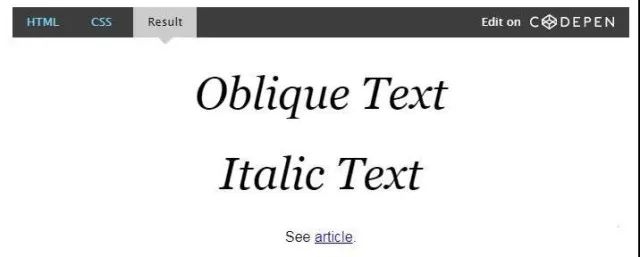 HTML CSS Result Edit on CODEPEN
Oblique Text
Italic Text
See article.